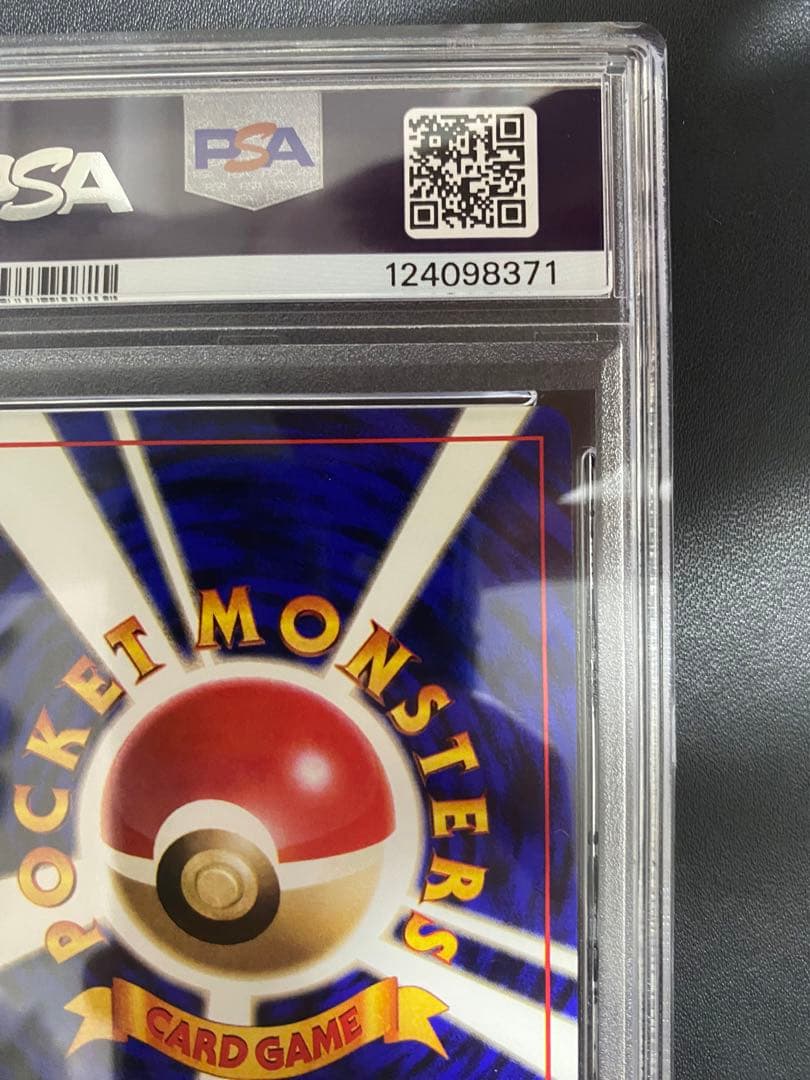 PSA
PSA
124098371
POCKET MONSTERS
CARD GAME